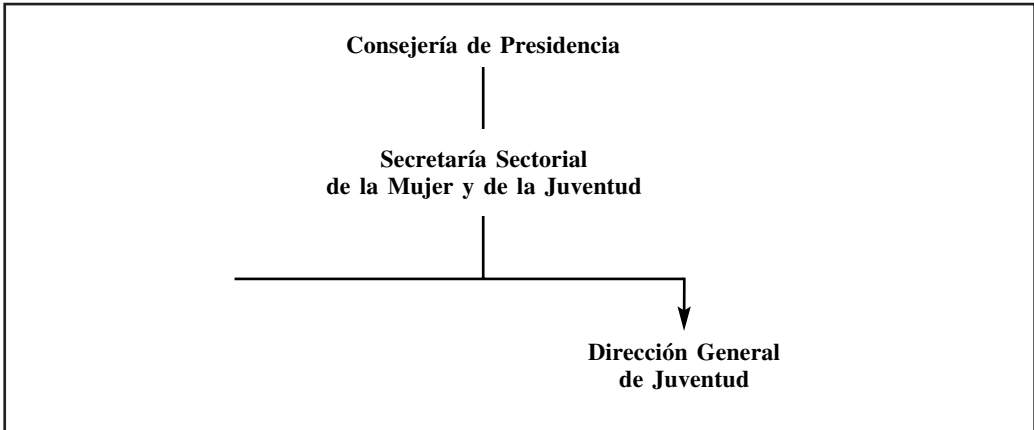 Consejería de Presidencia
Secretaría Sectorial
de la Mujer y de la Juventud
Dirección General
de Juventud